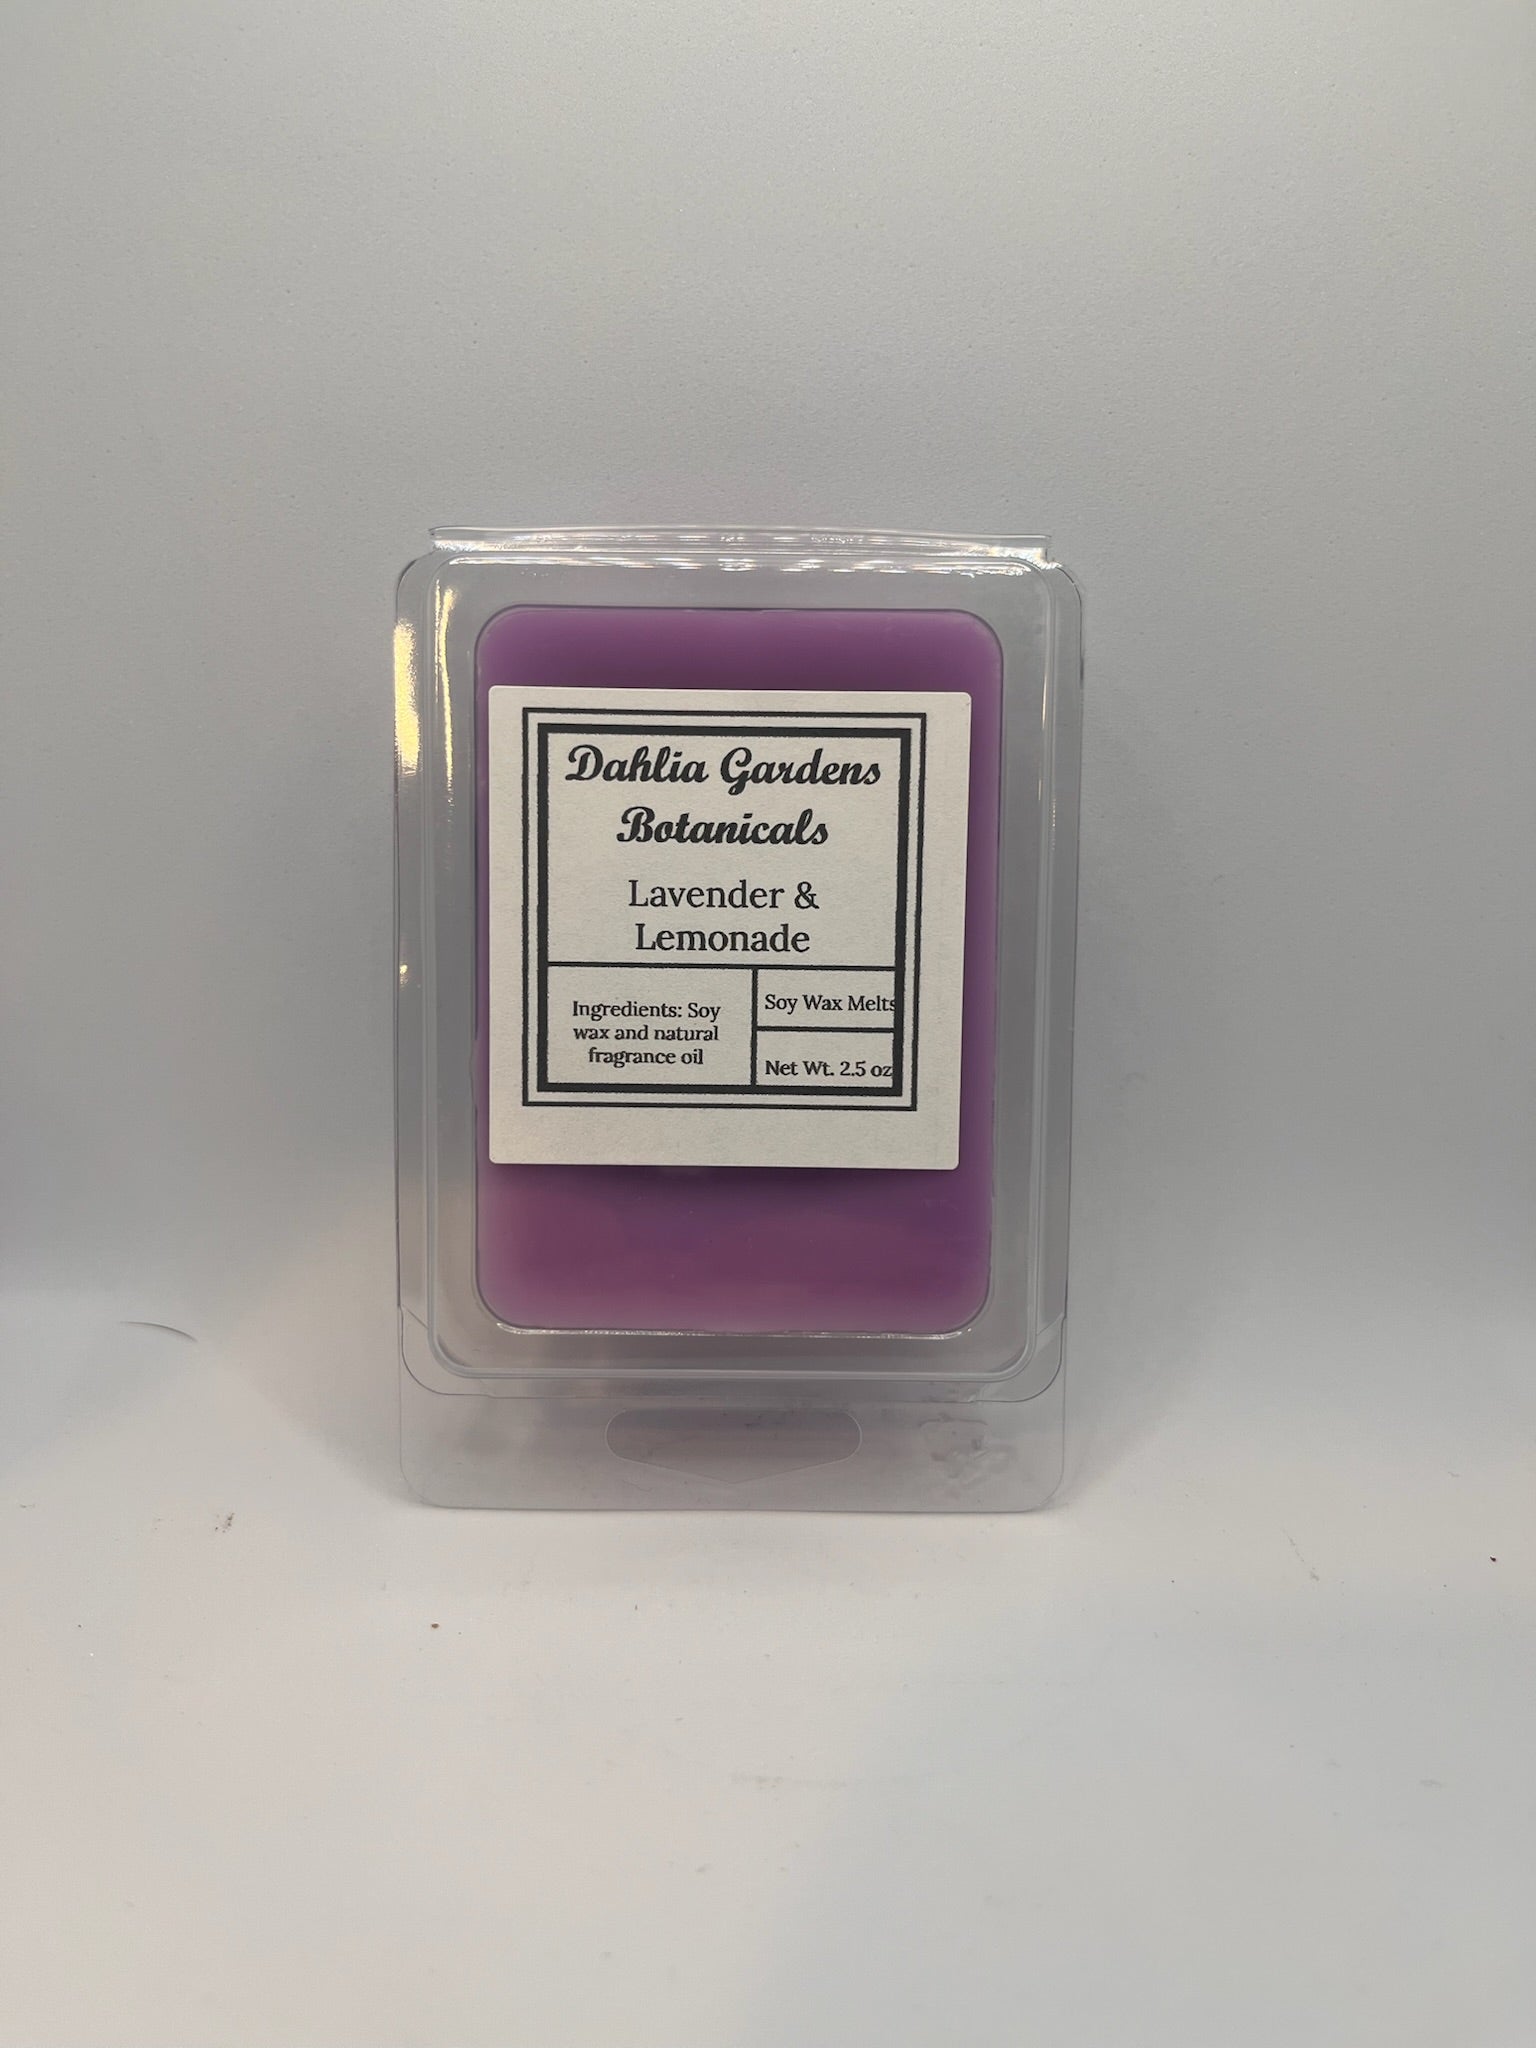 Dahlia Gardens
Botanicals
Lavender &
Lemonade
Ingredients: Soy
wax and natural
fragrance oil
Soy Wax Melts
Net Wt. 2.5 oz